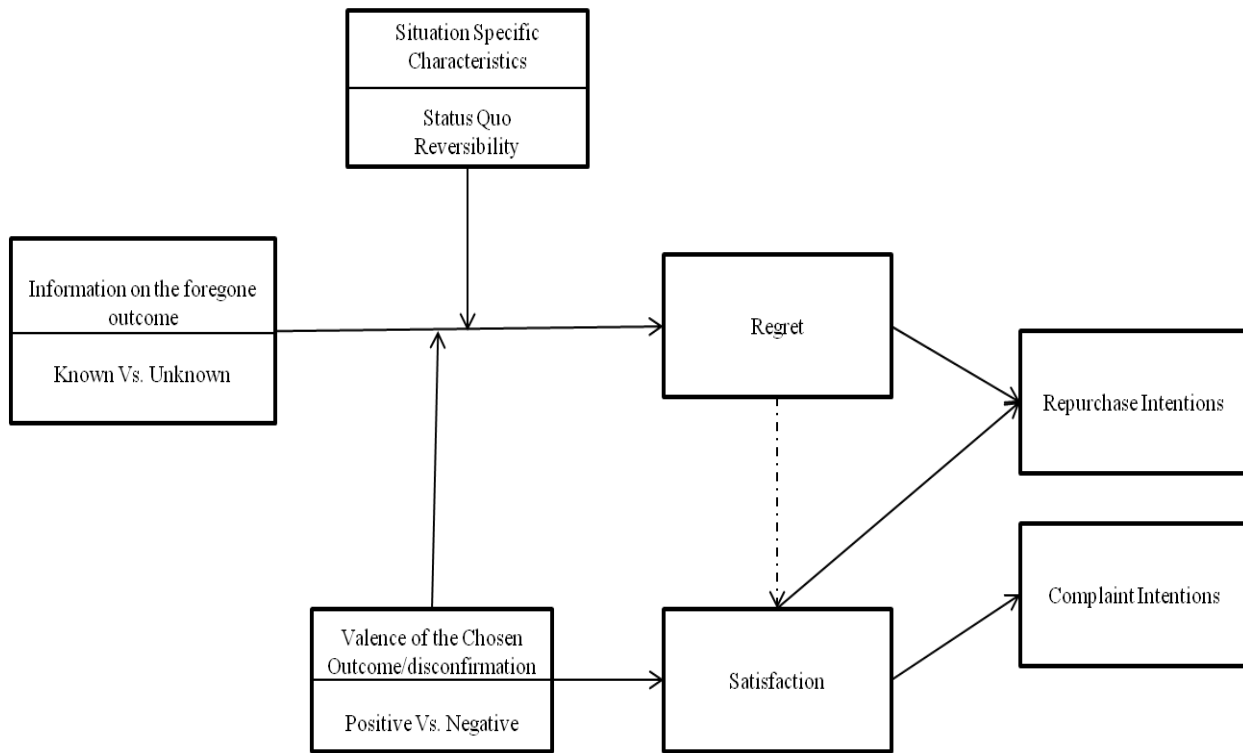 Situation Specific
Characteristics
Status Quo
Reversibility
Information on the foregone
outcome
Known Vs. Unknown
Regret
Repurchase Intentions
Complaint Intentions
Valence of the Chosen
Outcome/disconfirmation
Positive Vs. Negative
Satisfaction